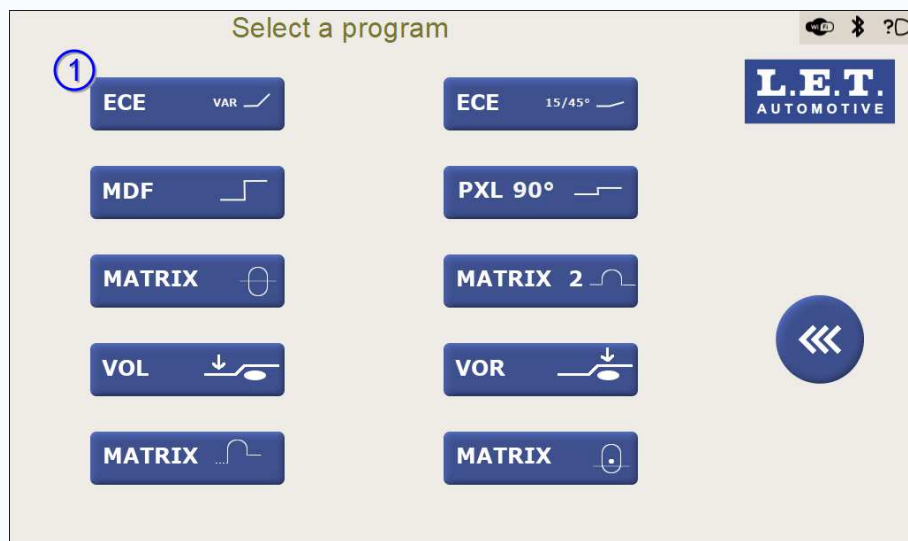 Select a program
WiFi
?
1
ECE VAR
ECE 15/45°
L.E.T.
AUTOMOTIVE
MDF
PXL 90°
MATRIX
MATRIX 2
VOL
VOR
MATRIX
MATRIX